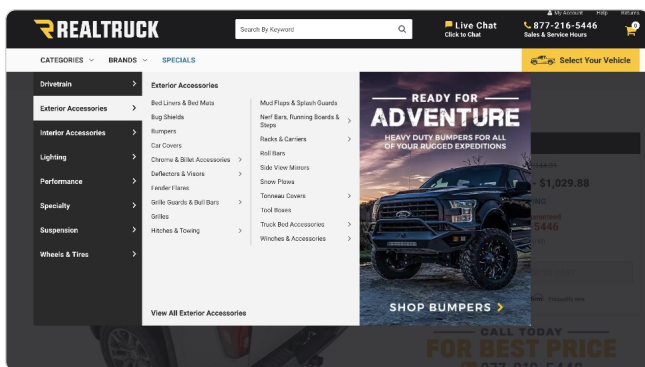 My Account Help Returns
REALTRUCK
Search By Keyword
Live Chat
Click to Chat
877-216-5446
Sales & Service Hours
0
CATEGORIES BRANDS SPECIALS
Select Your Vehicle
Drivetrain
Exterior Accessories
Interior Accessories
Lighting
Performance
Specialty
Suspension
Wheels & Tires
Exterior Accessories
Bed Liners & Bed Mats
Bug Shields
Bumpers
Car Covers
Chrome & Billet Accessories
Deflectors & Visors
Fender Flares
Grille Guards & Bull Bars
Grilles
Hitches & Towing
Mud Flaps & Splash Guards
Nerf Bars, Running Boards &
Steps
Racks & Carriers
Roll Bars
Side View Mirrors
Snow Plows
Tonneau Covers
Tool Boxes
Truck Bed Accessories
Winches & Accessories
View All Exterior Accessories
READY FOR
ADVENTURE
HEAVY DUTY BUMPERS FOR ALL
OF YOUR RUGGED EXPEDITIONS
SHOP BUMPERS
- $1,029.88
-5446
CALL TODAY
FOR BEST PRICE
877-216-5446